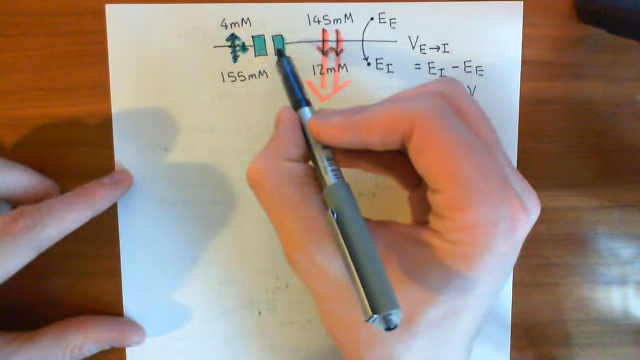 4mM
155mM
145mM
12mM
E_E
E_I
V_E→I
= E_I - E_E
V